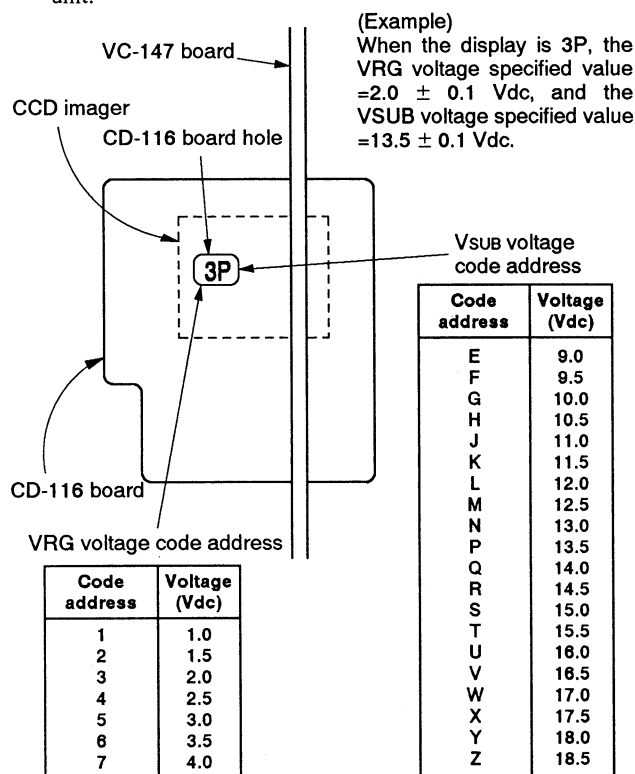 unit.
(Example)
When the display is 3P, the
VRG voltage specified value
=2.0 ± 0.1 Vdc, and the
VSUB voltage specified value
=13.5 ± 0.1 Vdc.
VC-147 board
CCD imager
CD-116 board hole
3P
VSUB voltage
code address
Code address Voltage (Vdc)
E 9.0
F 9.5
G 10.0
H 10.5
J 11.0
K 11.5
L 12.0
M 12.5
N 13.0
P 13.5
Q 14.0
R 14.5
S 15.0
T 15.5
U 16.0
V 16.5
W 17.0
X 17.5
Y 18.0
Z 18.5
CD-116 board
VRG voltage code address
Code address Voltage (Vdc)
1 1.0
2 1.5
3 2.0
4 2.5
5 3.0
6 3.5
7 4.0